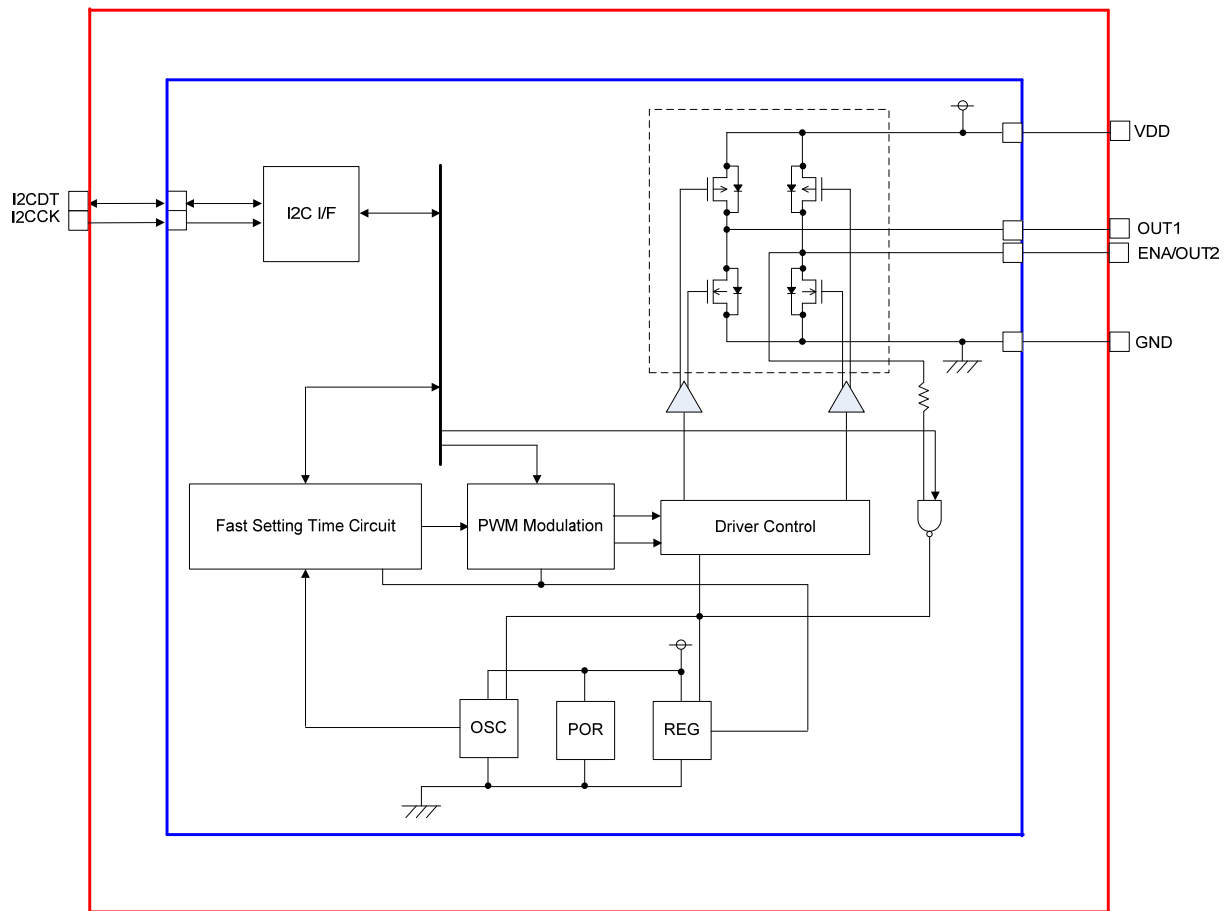 VDD
I2CDT
I2CCK
I2C I/F
OUT1
ENA/OUT2
GND
Fast Setting Time Circuit
PWM Modulation
Driver Control
OSC
POR
REG